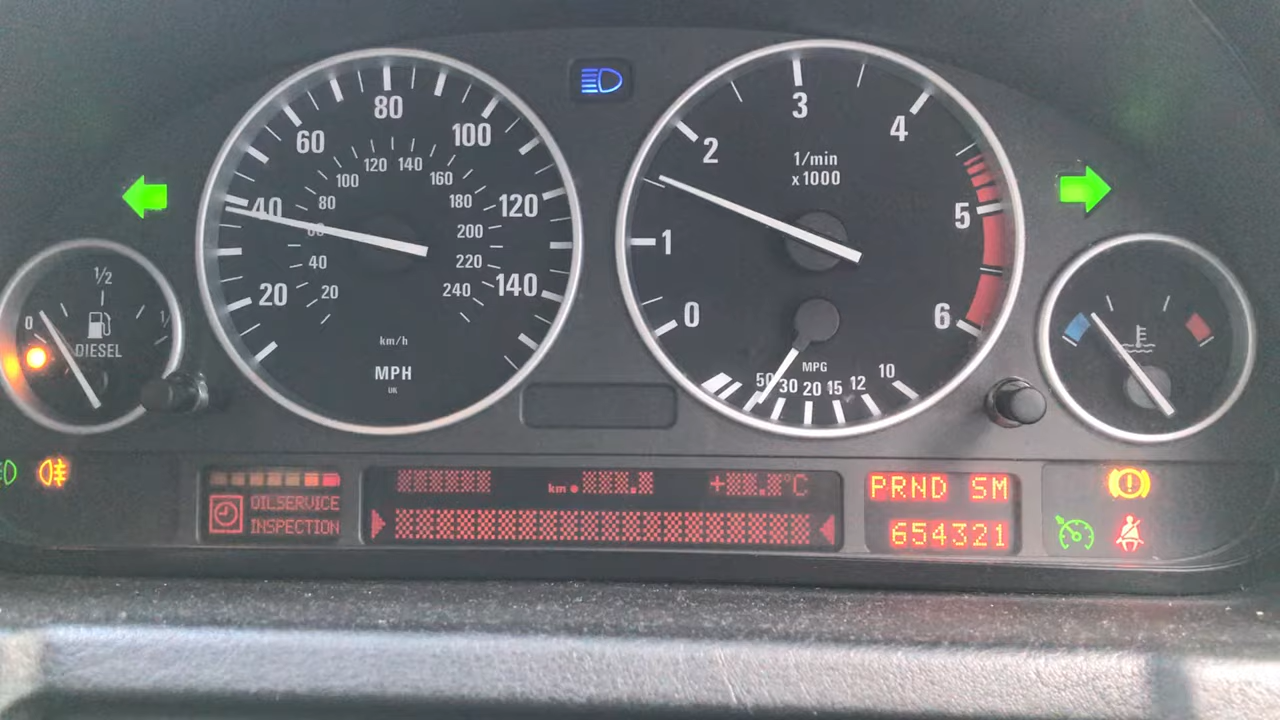 80
60 100
120 140
100 160
80 180
40 120
60 200
40 220
20 140
20 240
km/h
MPH
UK
3
2 4
1/min
x1000
5
1
0 6
MPG
50 30 20 15 12 10
1/2
0 1
DIESEL
OILSERVICE
INSPECTION
km
+ °C
PRND SM
654321